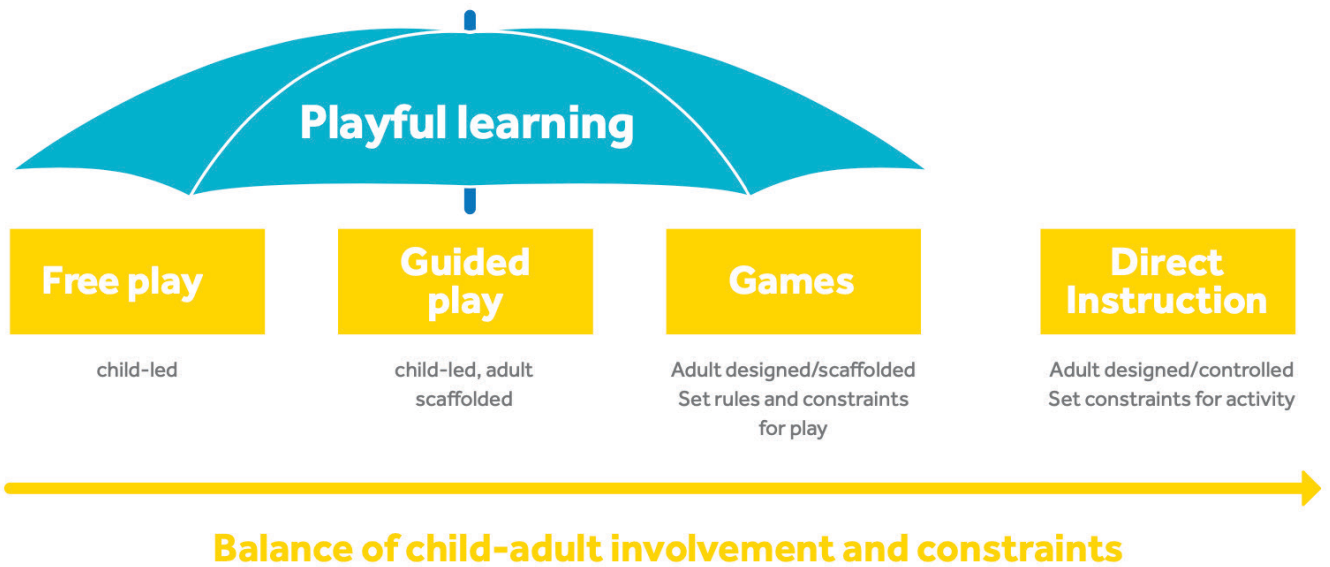 Playful learning
Free play
Guided
play
Games
Direct
Instruction
child-led
child-led, adult
scaffolded
Adult designed/scaffolded
Set rules and constraints
for play
Adult designed/controlled
Set constraints for activity
Balance of child-adult involvement and constraints